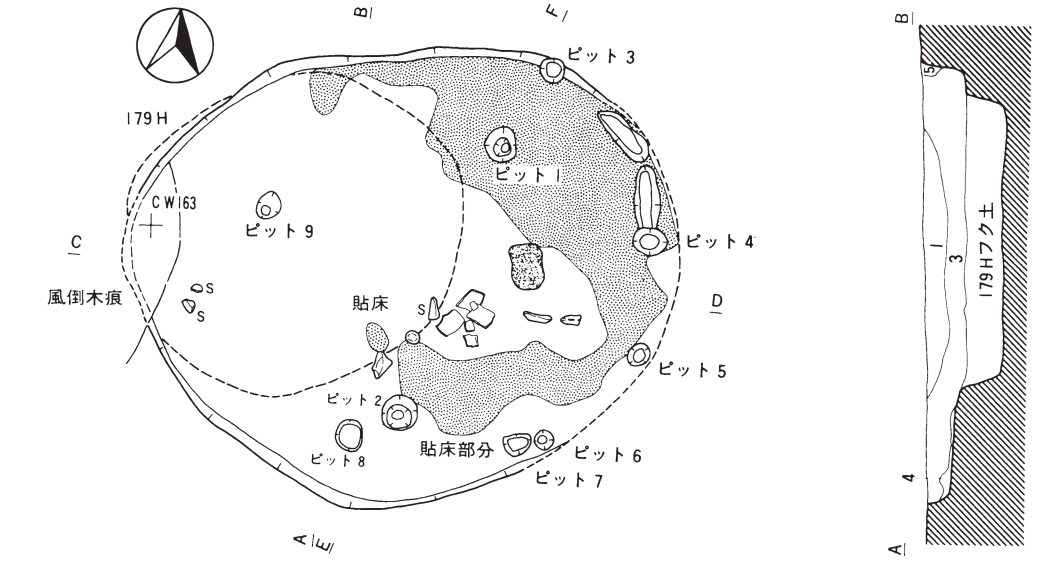 B
F
B
ピット 3
5
179H
ピット 1
CW163
ピット 9
ピット 4
C
1
3
179Hフク土
風倒木痕
S
S
貼床
S
D
ピット 5
ピット 2
貼床部分
ピット 8
ピット 6
ピット 7
4
A
E
A